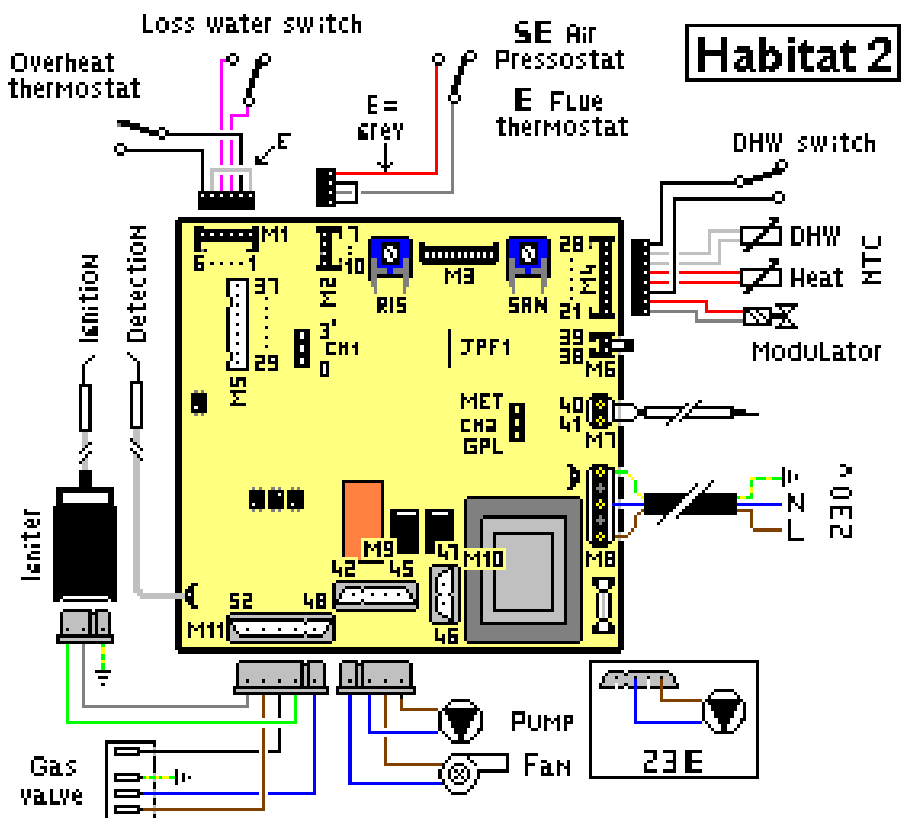 Loss water switch
Overheat
thermostat
E
E=
grey
SE Air
Pressostat
E Flue
thermostat
Habitat 2
DHW switch
DHW
Heat
NTC
Modulator
Ignition
Detection
Igniter
M1
6 1
M2
7
10
RIS
M3
SAN
28
M4
21
37
29
M5
3'
CH1
0
JPF1
39
38
M6
MET
CH2
GPL
40
41
M7
230 v
N
L
M8
M9
42 45
47
M10
46
52 48
M11
Gas
valve
Pump
Fan
23E